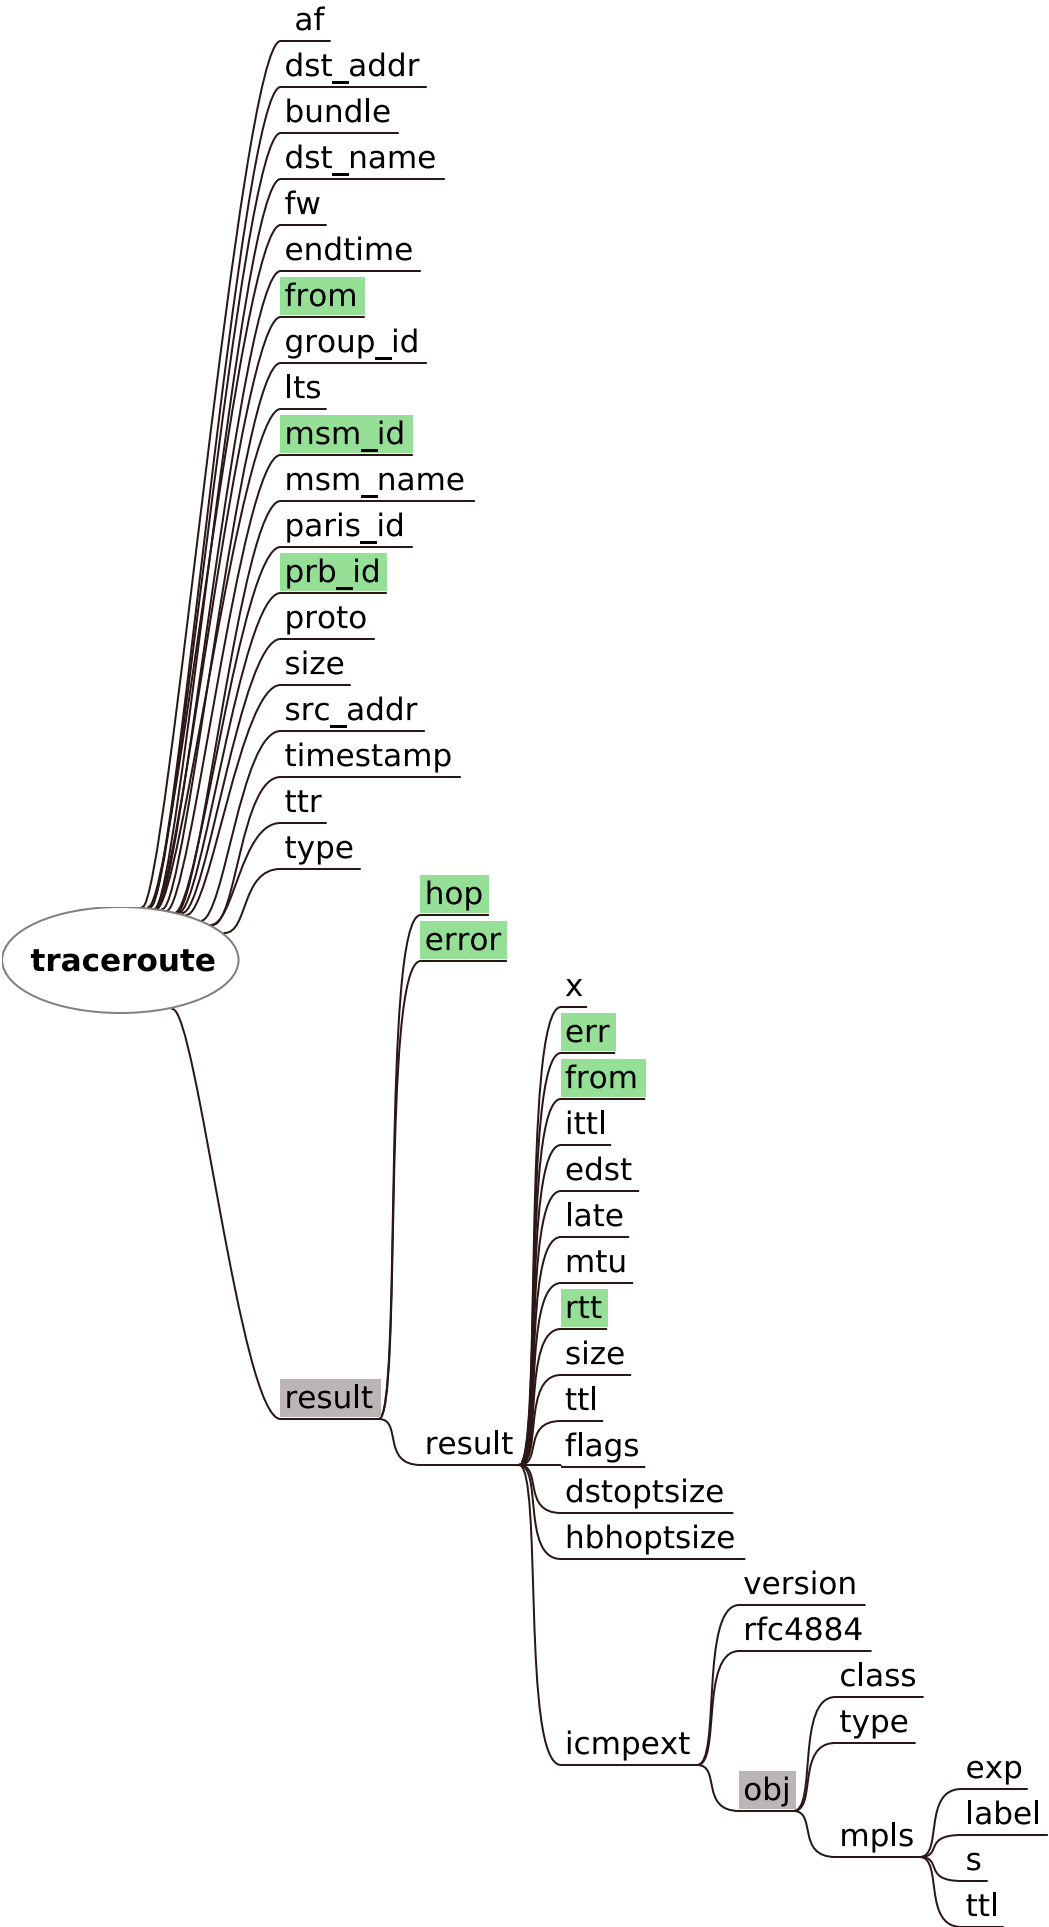 af
dst_addr
bundle
dst_name
fw
endtime
from
group_id
lts
msm_id
msm_name
paris_id
prb_id
proto
size
src_addr
timestamp
ttr
type
hop
error
traceroute
x
err
from
ittl
edst
late
mtu
rtt
size
result
ttl
result
flags
dstoptsize
hbhoptsize
version
rfc4884
class
type
icmpext
exp
obj
label
mpls
s
ttl